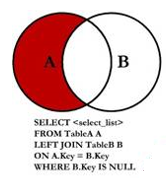 A
B
SELECT <select_list>
FROM TableA A
LEFT JOIN TableB B
ON A.Key = B.Key
WHERE B.Key IS NULL